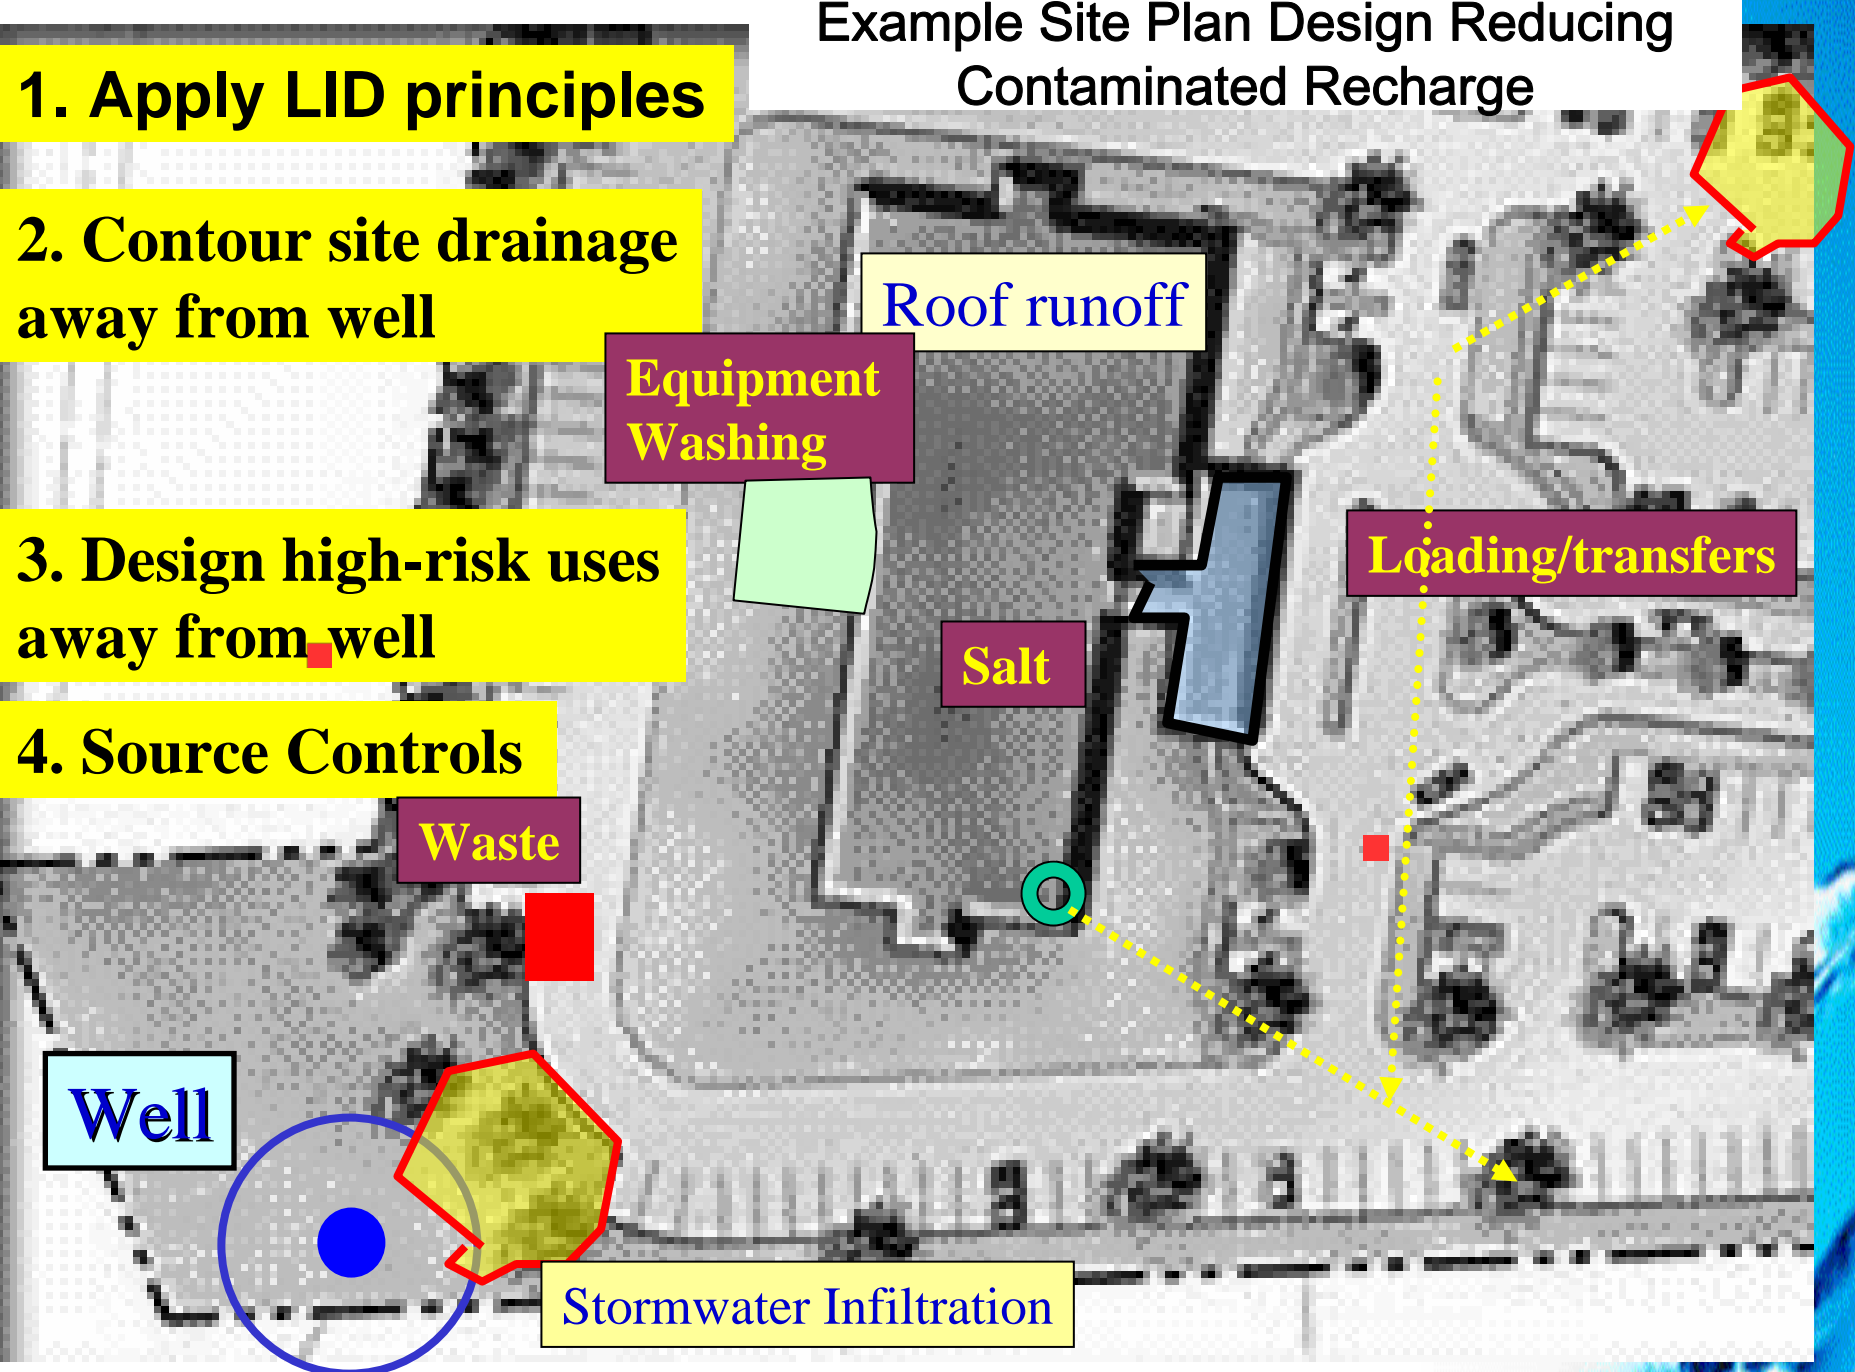 Example Site Plan Design Reducing
Contaminated Recharge
1. Apply LID principles
2. Contour site drainage
away from well
Roof runoff
Equipment
Washing
3. Design high-risk uses
away from well
Loading/transfers
Salt
4. Source Controls
Waste
Well
Stormwater Infiltration